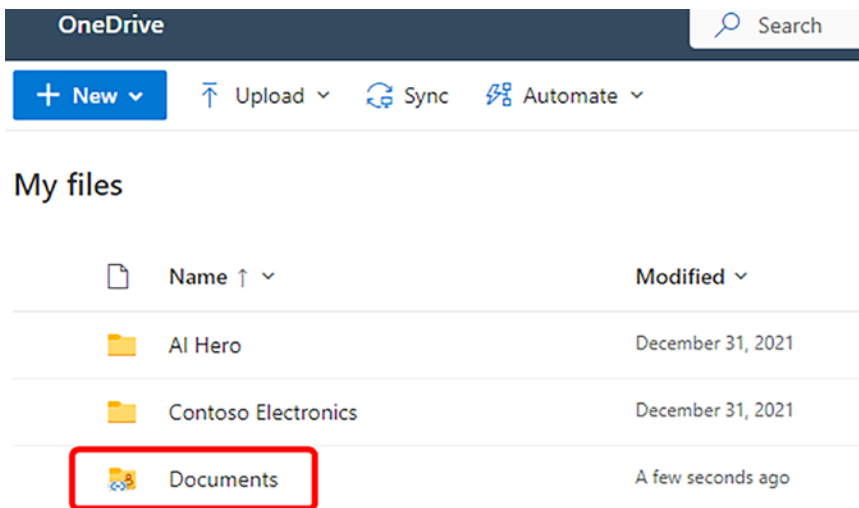 OneDrive
Search
New
Upload
Sync
Automate
My files
Name ↑
Modified
AI Hero
December 31, 2021
Contoso Electronics
December 31, 2021
Documents
A few seconds ago